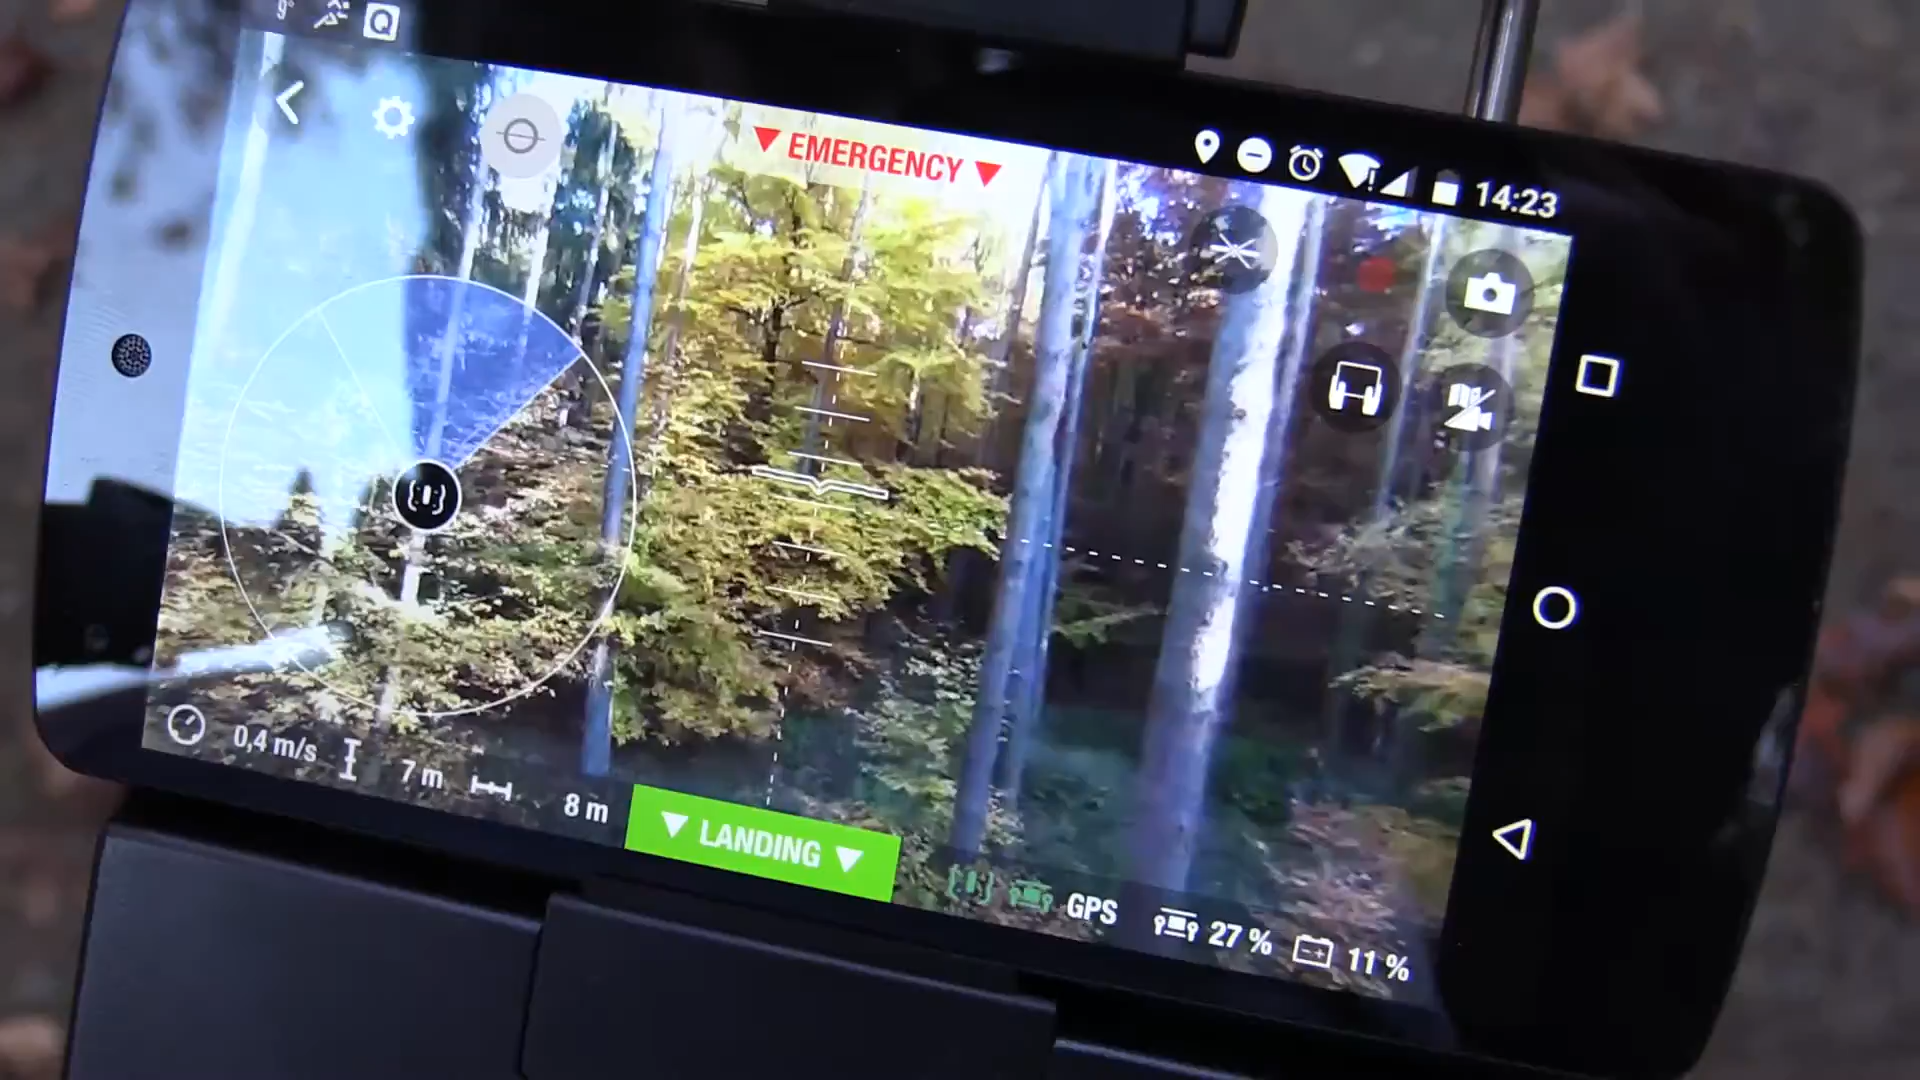 Q
14:23
▼ EMERGENCY ▼
0,4 m/s 7 m 8 m
▼ LANDING ▼
GPS 27 % 11 %